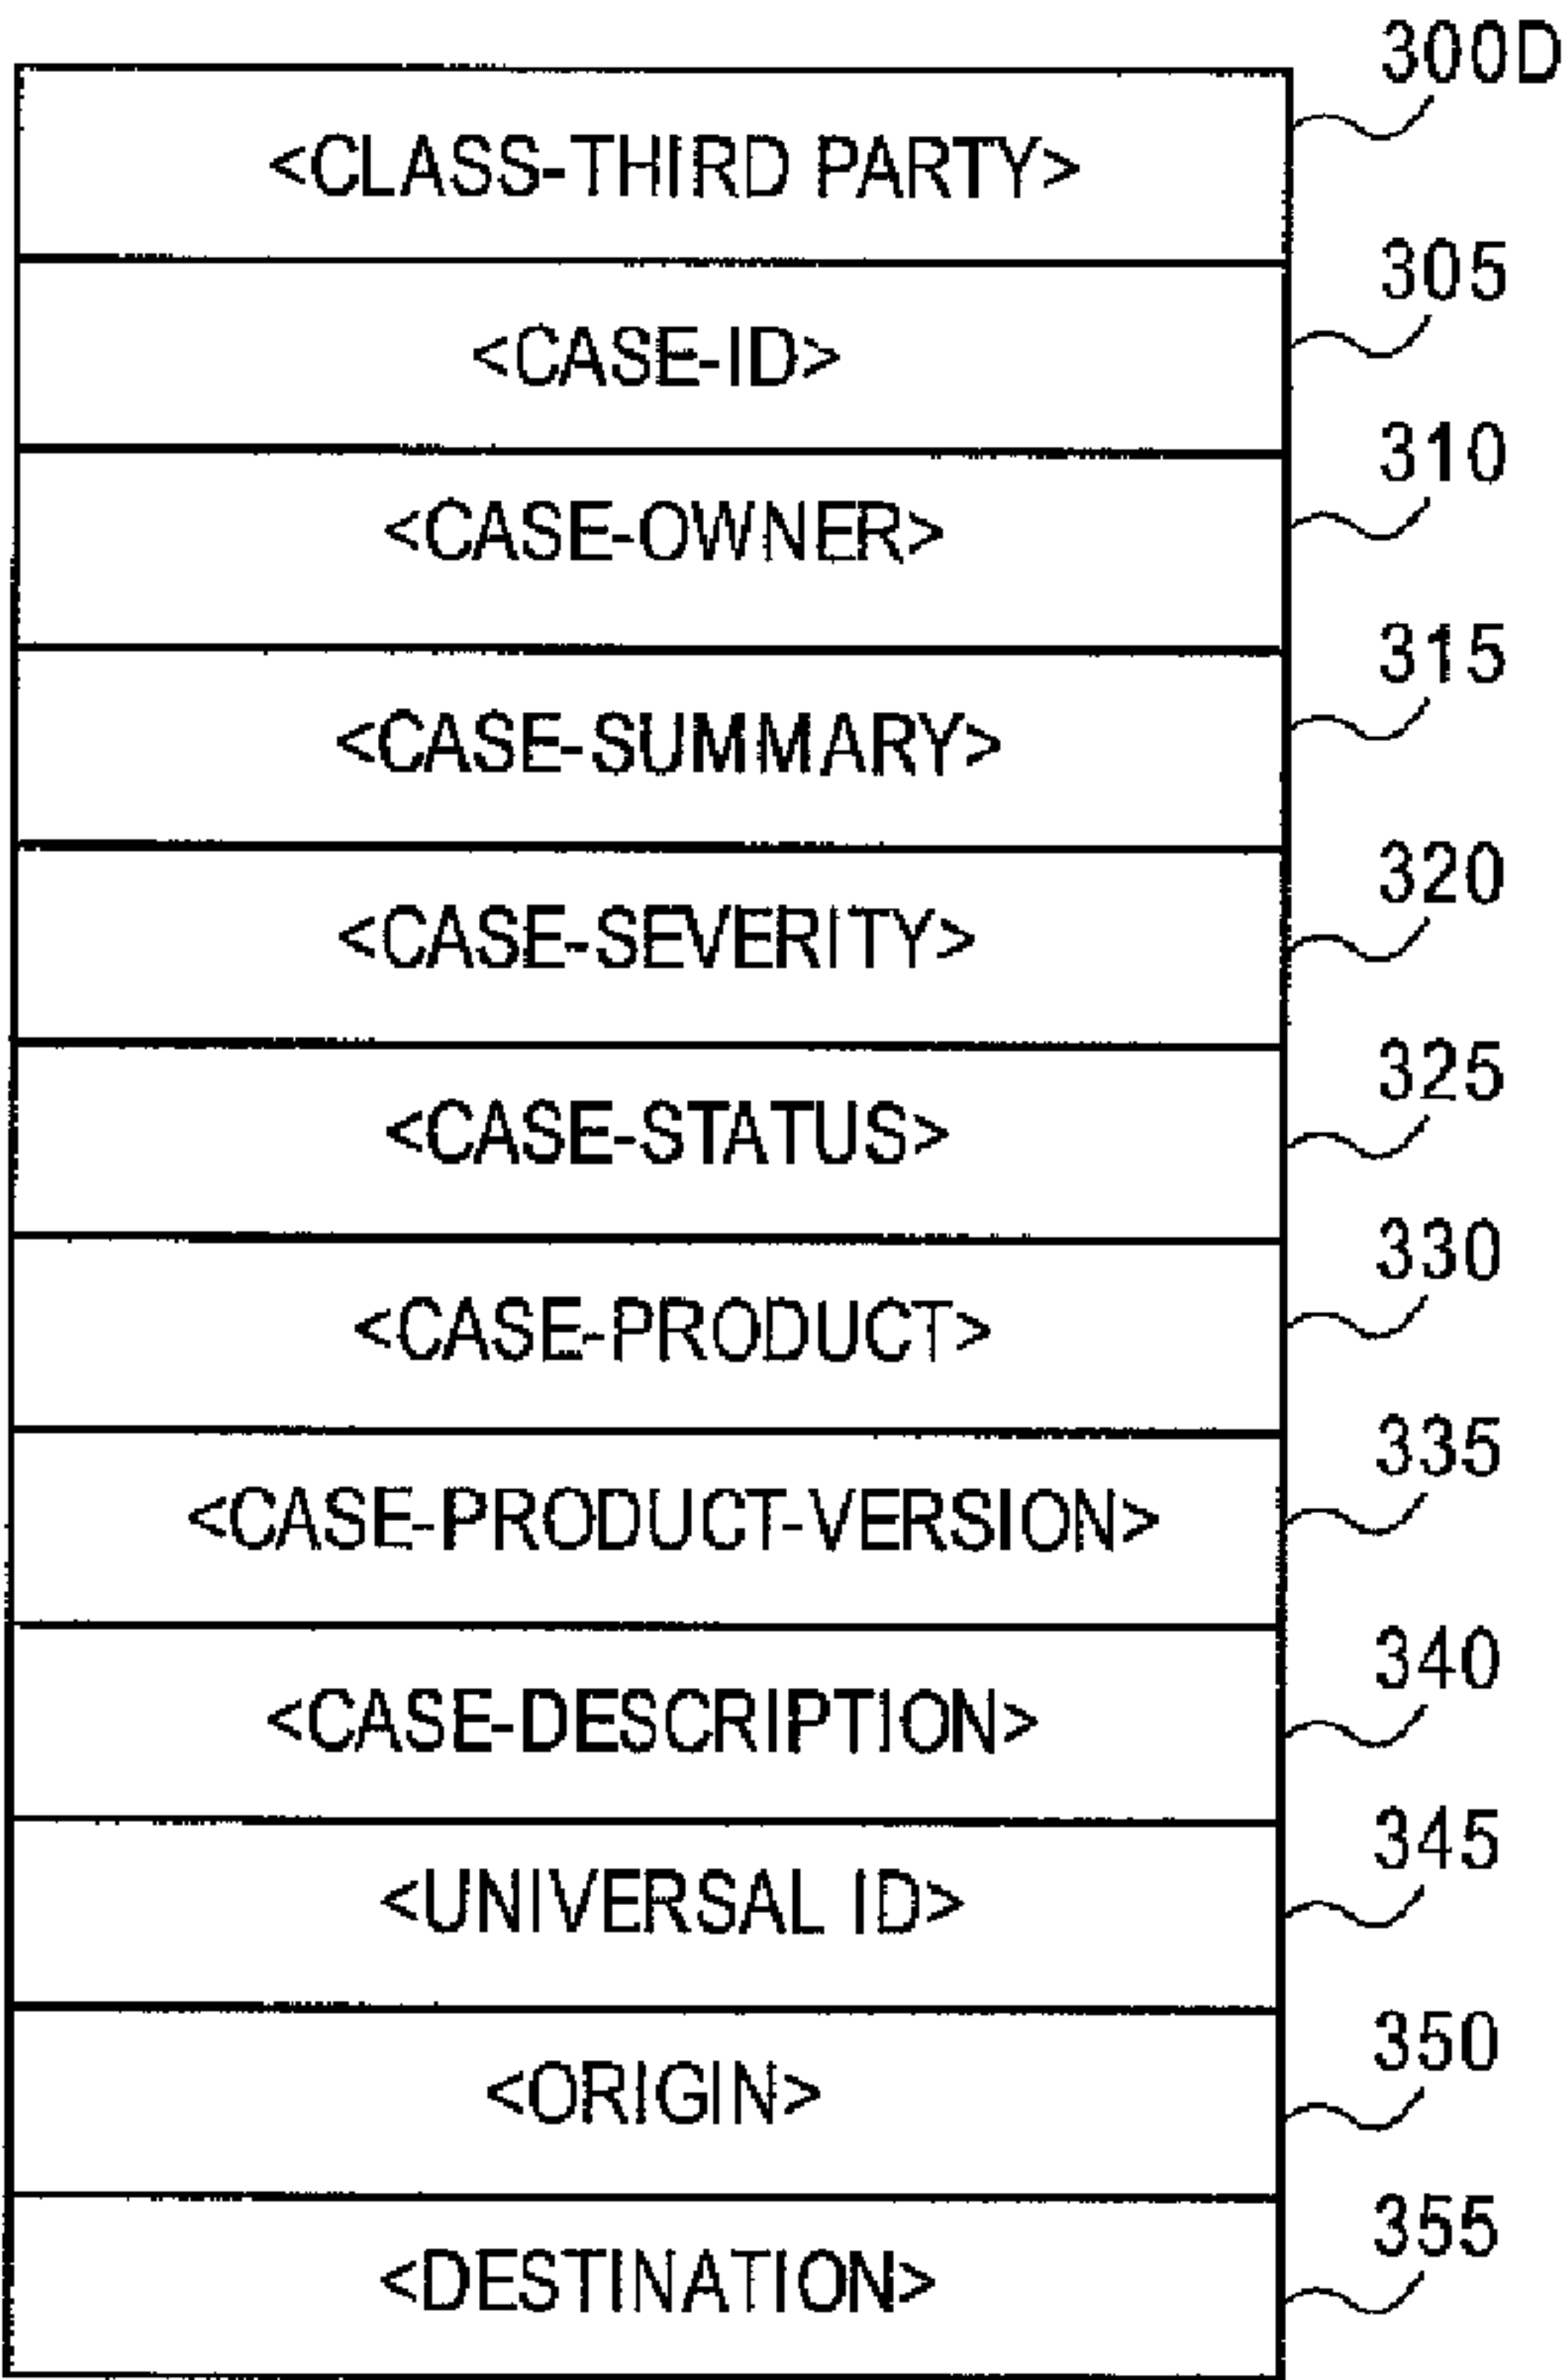 300D
<CLASS-THIRD PARTY>
305
<CASE-ID>
310
<CASE-OWNER>
315
<CASE-SUMMARY>
320
<CASE-SEVERITY>
325
<CASE-STATUS>
330
<CASE-PRODUCT>
335
<CASE-PRODUCT-VERSION>
340
<CASE-DESCRIPTION>
345
<UNIVERSAL ID>
350
<ORIGIN>
355
<DESTINATION>